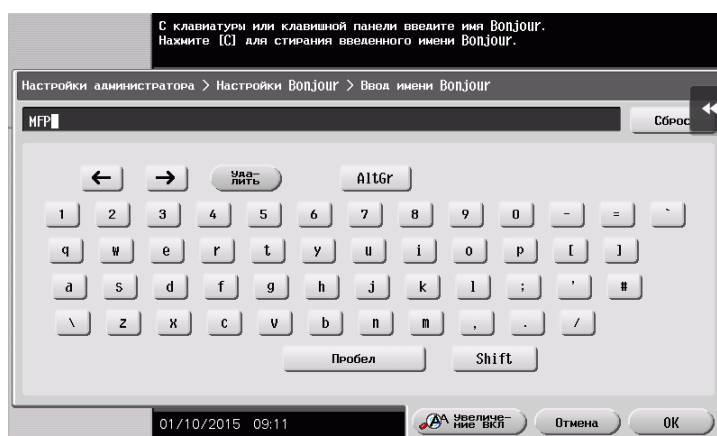 С клавиатуры или клавишной панели введите имя Bonjour.
Нажмите [C] для стирания введенного имени Bonjour.
Настройки администратора > Настройки Bonjour > Ввод имени Bonjour
MFP
Сброс
← → Уда-
лить AltGr
1 2 3 4 5 6 7 8 9 0 - = `
q w e r t y u i o p [ ]
a s d f g h j k l ; ' #
\ z x c v b n m , . /
Пробел Shift
01/10/2015 09:11
Увеличе-
ние ВКЛ Отмена OK